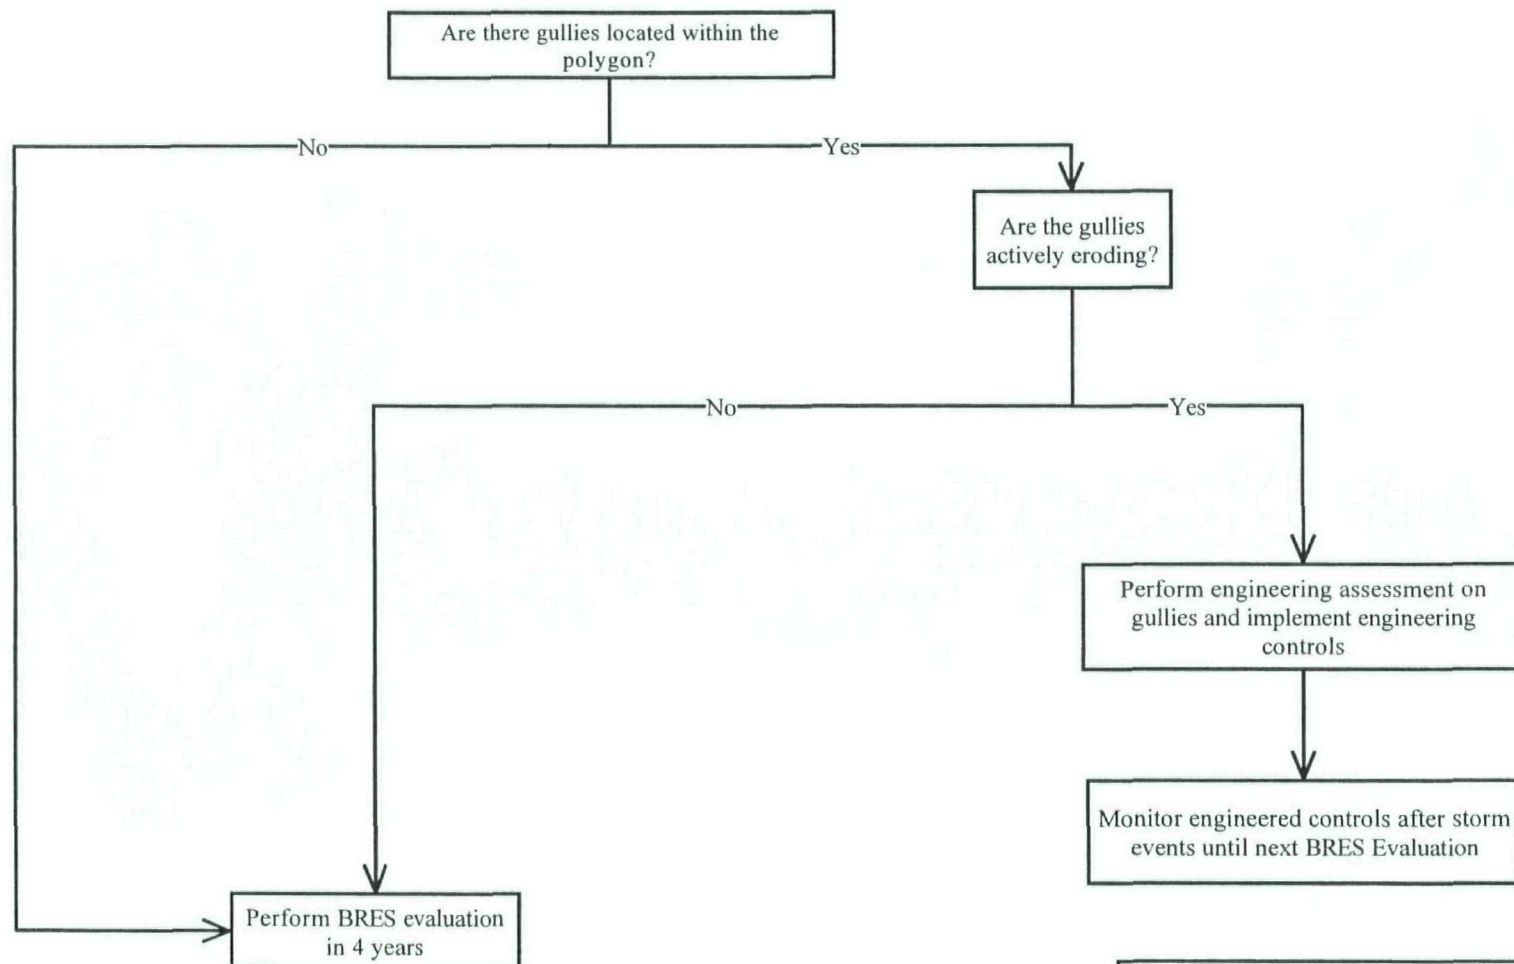 Are there gullies located within the
polygon?
No
Yes
Are the gullies
actively eroding?
No
Yes
Perform engineering assessment on
gullies and implement engineering
controls
Monitor engineered controls after storm
events until next BRES Evaluation
Perform BRES evaluation
in 4 years